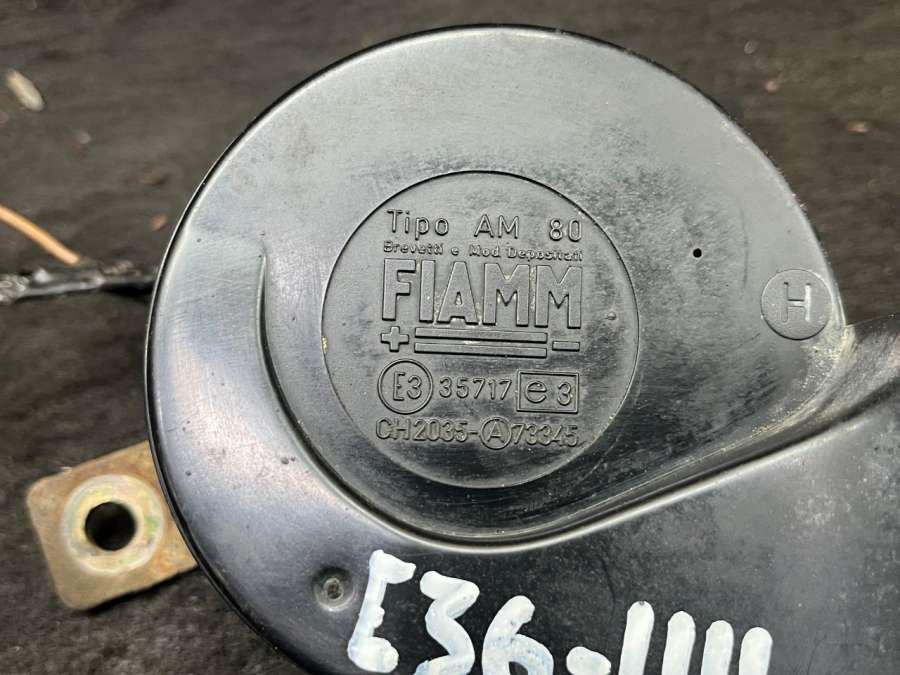 Tipo AM 80
Brevetti e Mod Depositati
FIAMM
+ -
E3 35717 e3
CH2035-A73345
H
E36-1111